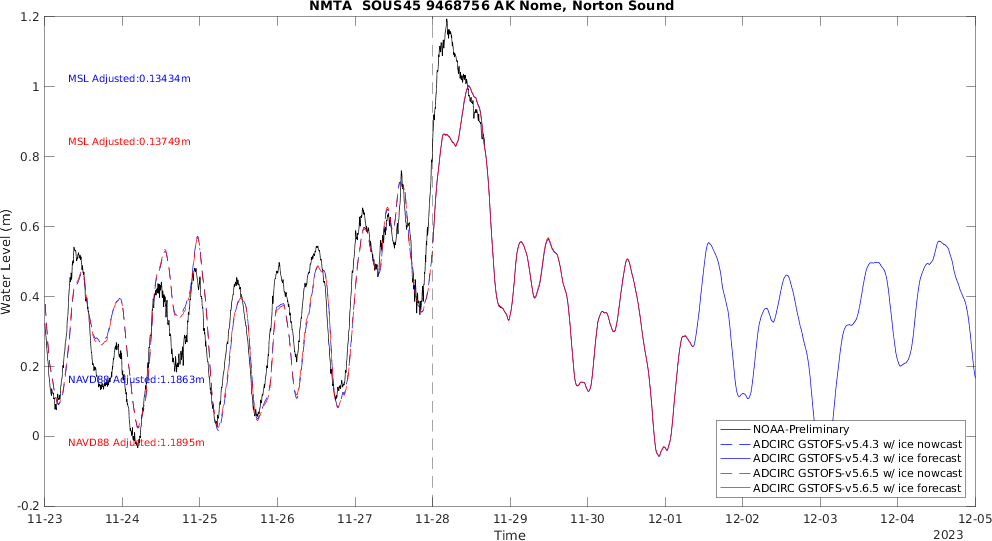 NMTA SOUS45 9468756 AK Nome, Norton Sound
1.2
1
0.8
0.6
0.4
0.2
0
-0.2
Water Level (m)
MSL Adjusted:0.13434m
MSL Adjusted:0.13749m
NAVD88 Adjusted:1.1863m
NAVD88 Adjusted:1.1895m
NOAA-Preliminary
ADCIRC GSTOFS-v5.4.3 w/ ice nowcast
ADCIRC GSTOFS-v5.4.3 w/ ice forecast
ADCIRC GSTOFS-v5.6.5 w/ ice nowcast
ADCIRC GSTOFS-v5.6.5 w/ ice forecast
11-23 11-24 11-25 11-26 11-27 11-28 11-29 11-30 12-01 12-02 12-03 12-04 12-05
Time
2023